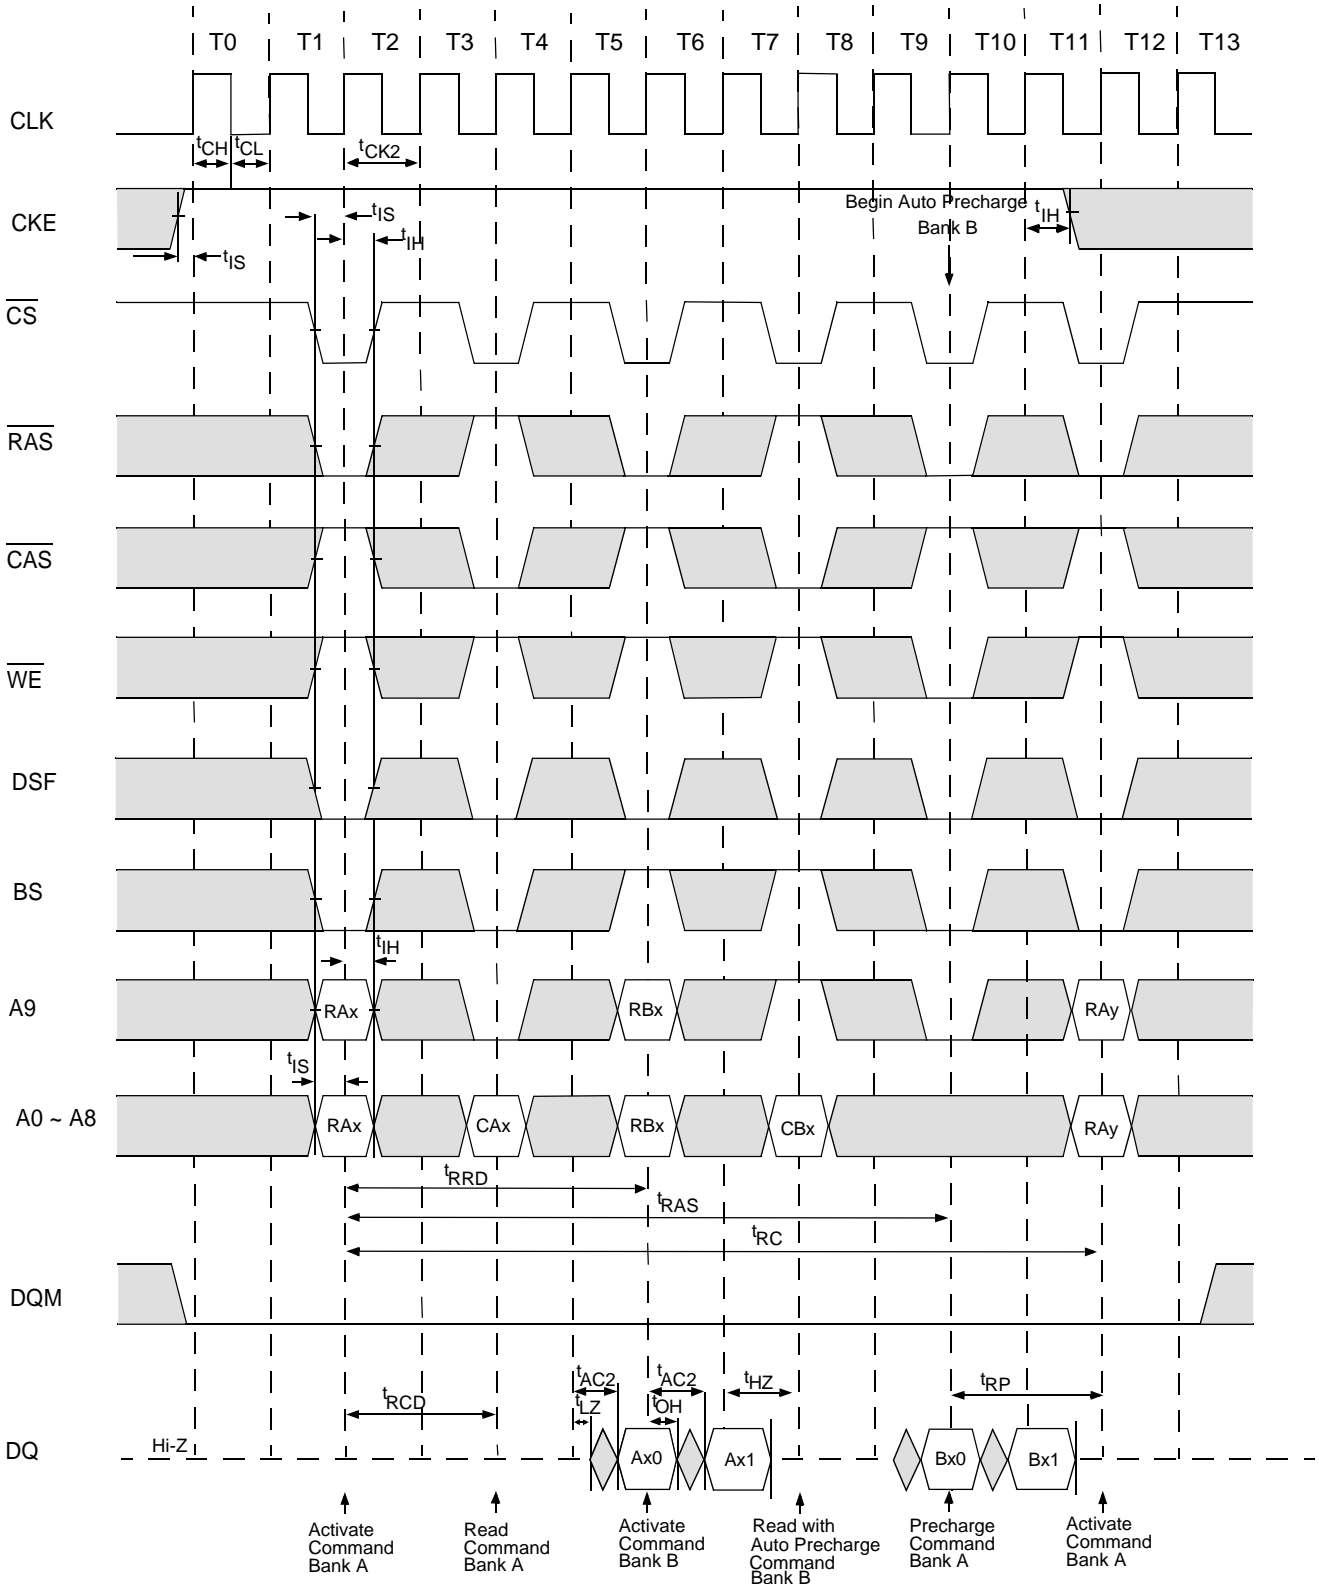 T0 T1 T2 T3 T4 T5 T6 T7 T8 T9 T10 T11 T12 T13
CLK
tCH tCL tCK2
CKE
tIS
tIS
tIH
Begin Auto Precharge
Bank B
tIH
CS
RAS
CAS
WE
DSF
BS
tIH
A9
RAx RBx RAy
tIS
A0 ~ A8
RAx CAx RBx CBx RAy
tRRD
tRAS
tRC
DQM
tRCD
tAC2 tAC2 tHZ tRP
tLZ tOH
DQ
Hi-Z
Ax0 Ax1 Bx0 Bx1
Activate
Command
Bank A
Read
Command
Bank A
Activate
Command
Bank B
Read with
Auto Precharge
Command
Bank B
Precharge
Command
Bank A
Activate
Command
Bank A